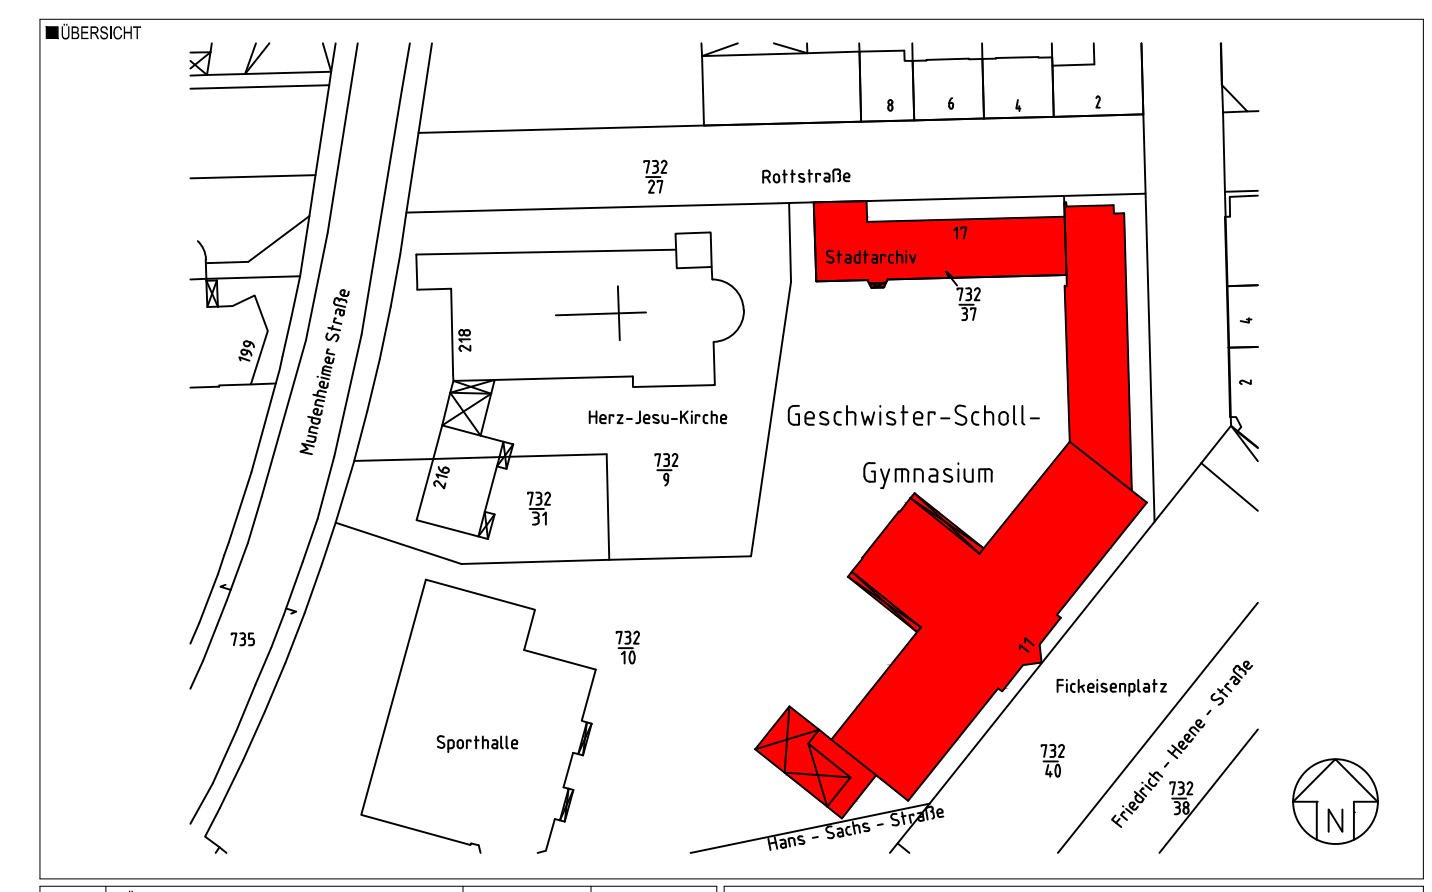 ÜBERSICHT
8
6
4
2
732
27
Rottstraße
17
Stadtarchiv
732
37
Mundenheimer Straße
199
218
4
2
Herz-Jesu-Kirche
Geschwister-Scholl-
Gymnasium
732
9
216
732
31
735
732
10
11
Fickeisenplatz
Sporthalle
732
40
Friedrich - Heene - Straße
732
38
Hans - Sachs - Straße
N